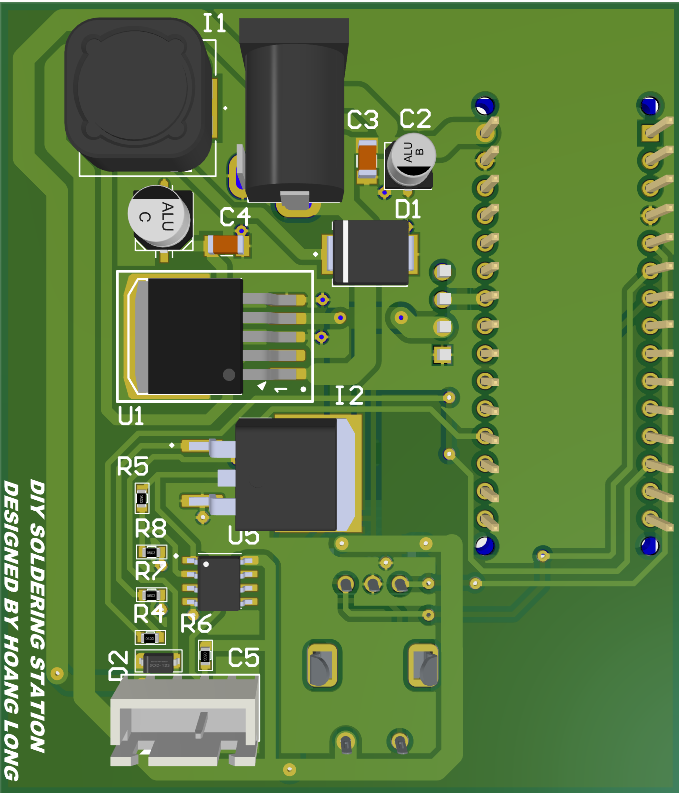 I1
C3
C2
ALU
B
ALU
C
C4
D1
U1
1
I2
R5
U5
R8
R7
R4
R6
D2
C5
DIY SOLDERING STATION
DESIGNED BY HOANG LONG